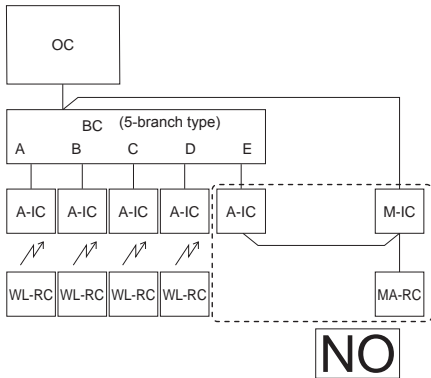 OC
BC (5-branch type)
A B C D E
A-IC A-IC A-IC A-IC A-IC M-IC
WL-RC WL-RC WL-RC WL-RC MA-RC
NO